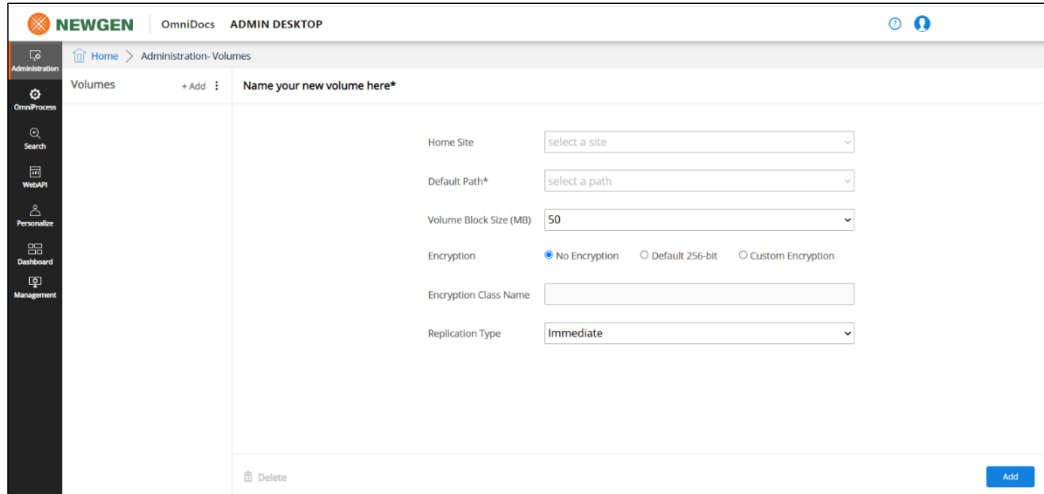 NEWGEN OmniDocs ADMIN DESKTOP
Home > Administration- Volumes
Administration
OmniProcess
Search
WebAPI
Personalize
Dashboard
Management
Volumes + Add
Name your new volume here*
Home Site select a site
Default Path* select a path
Volume Block Size (MB) 50
Encryption No Encryption Default 256-bit Custom Encryption
Encryption Class Name
Replication Type Immediate
Delete Add